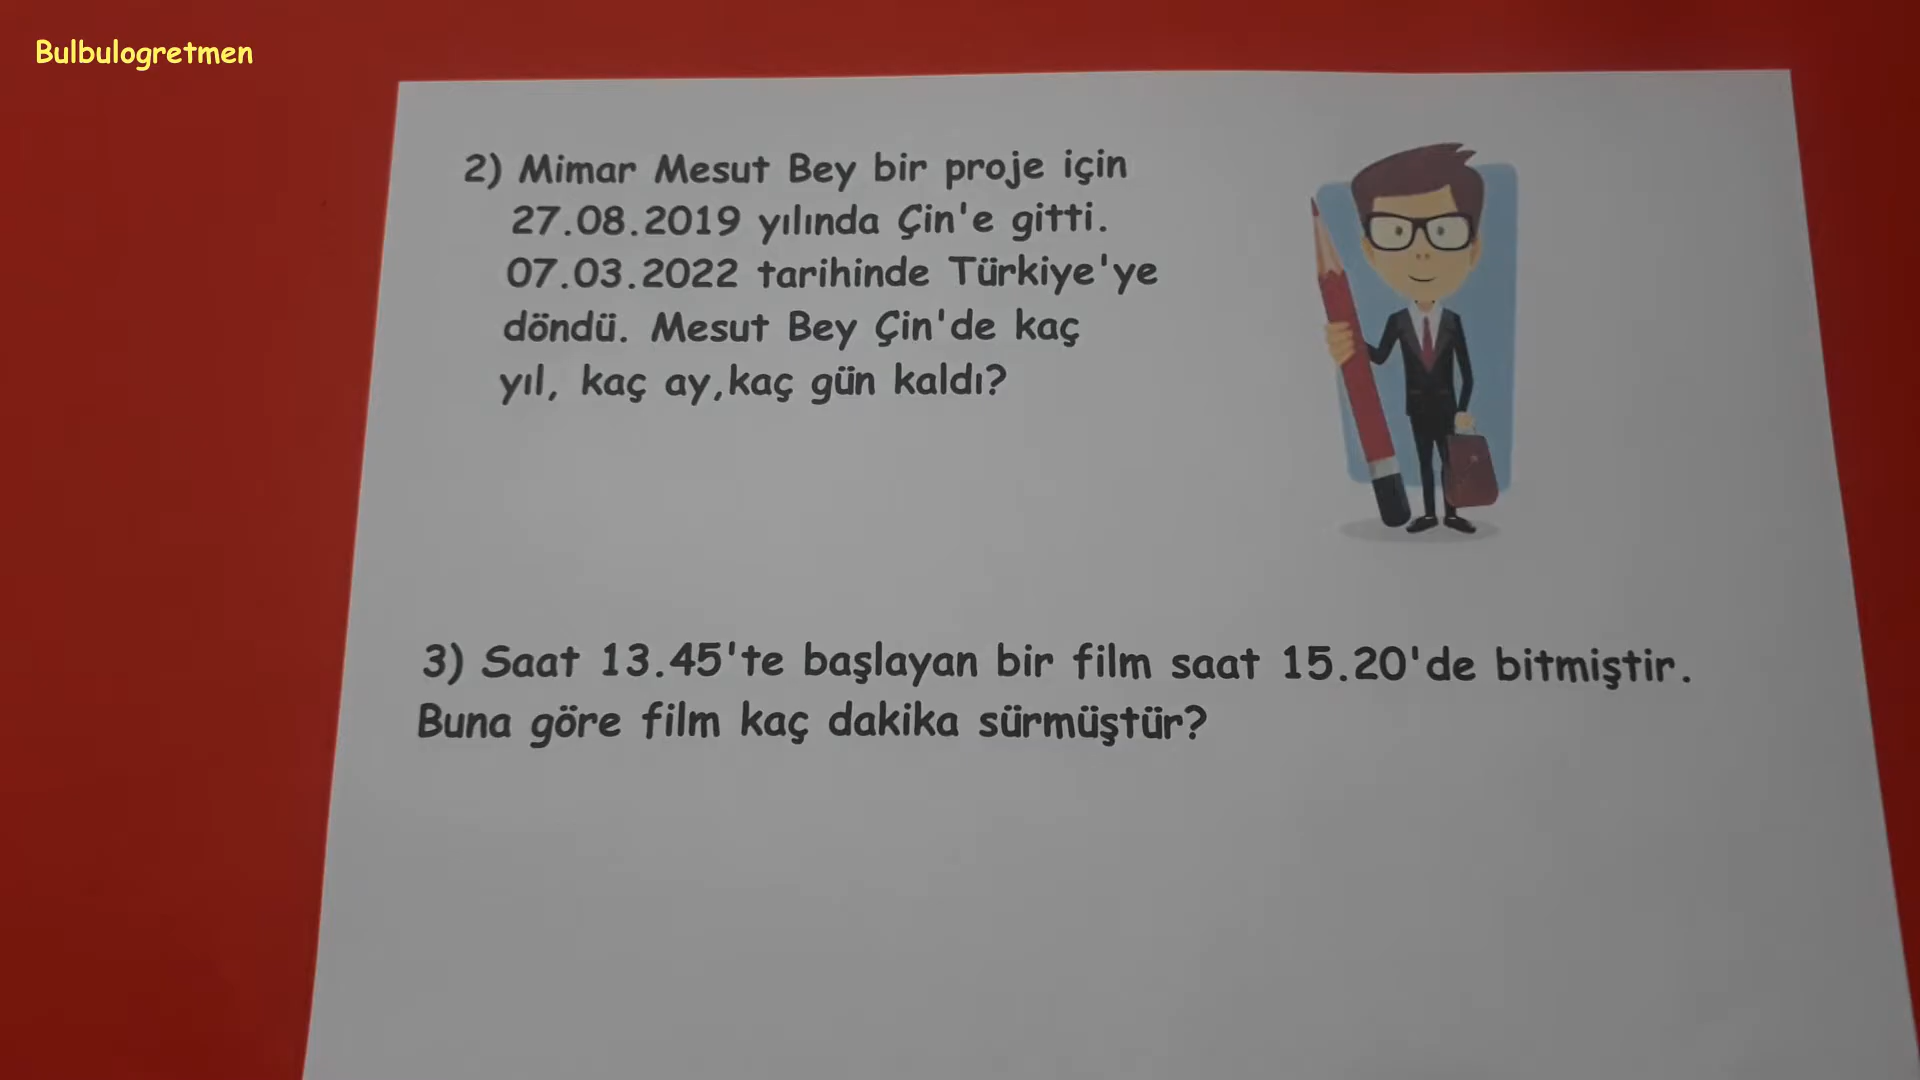 Bulbulogretmen
2) Mimar Mesut Bey bir proje için
27.08.2019 yılında Çin'e gitti.
07.03.2022 tarihinde Türkiye'ye
döndü. Mesut Bey Çin'de kaç
yıl, kaç ay,kaç gün kaldı?
3) Saat 13.45'te başlayan bir film saat 15.20'de bitmiştir.
Buna göre film kaç dakika sürmüştür?